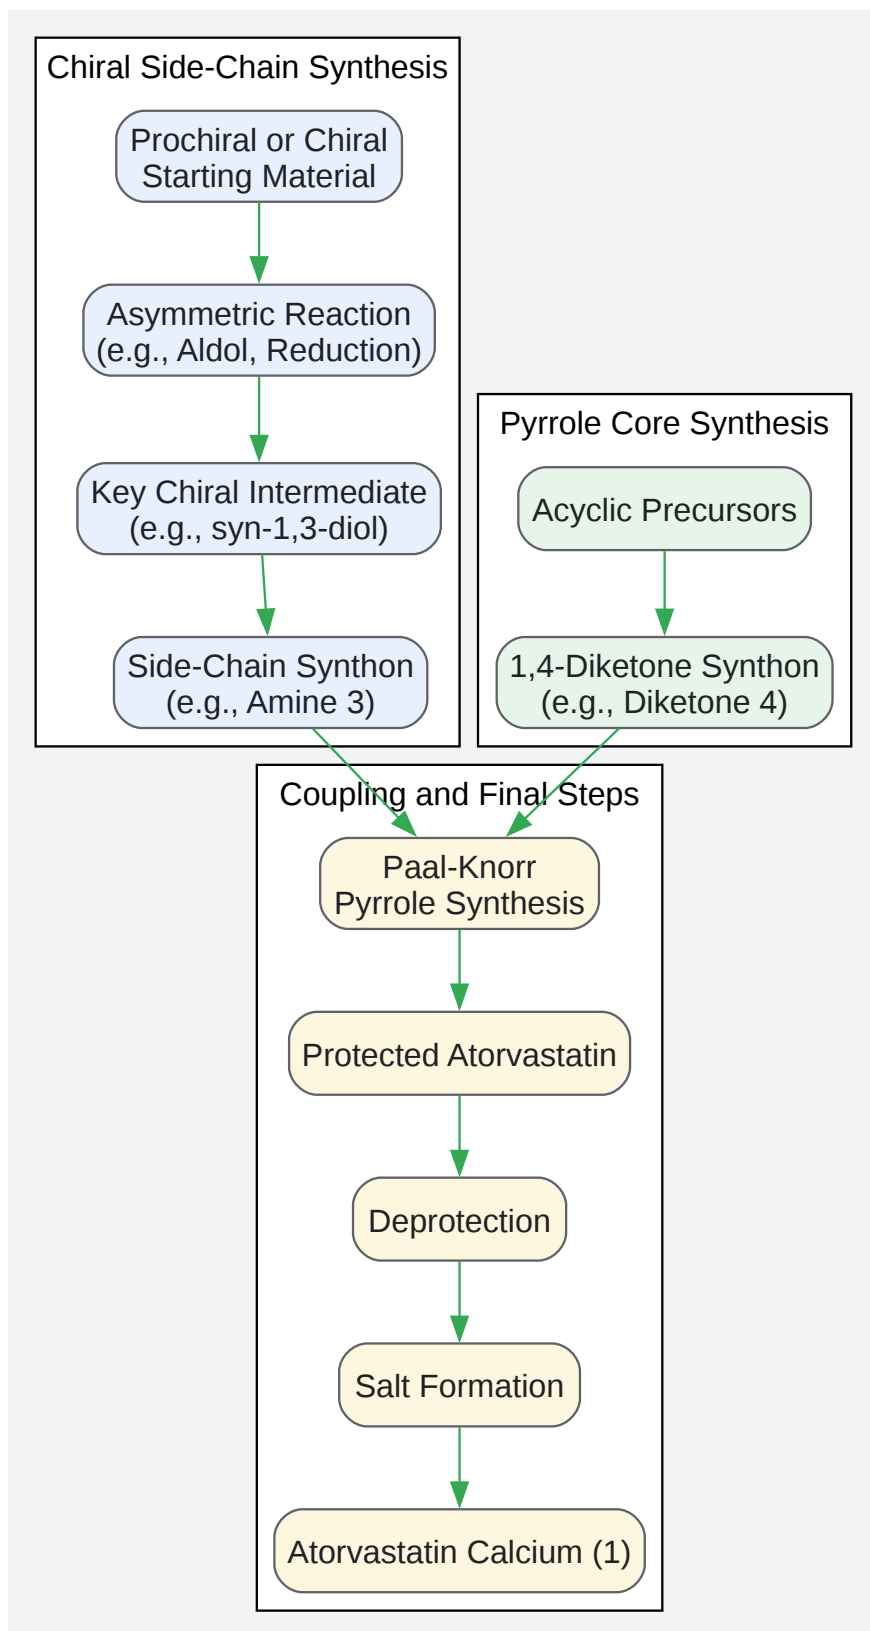 Chiral Side-Chain Synthesis
Prochiral or Chiral
Starting Material
Asymmetric Reaction
(e.g., Aldol, Reduction)
Key Chiral Intermediate
(e.g., syn-1,3-diol)
Side-Chain Synthon
(e.g., Amine 3)
Pyrrole Core Synthesis
Acyclic Precursors
1,4-Diketone Synthon
(e.g., Diketone 4)
Coupling and Final Steps
Paal-Knorr
Pyrrole Synthesis
Protected Atorvastatin
Deprotection
Salt Formation
Atorvastatin Calcium (1)